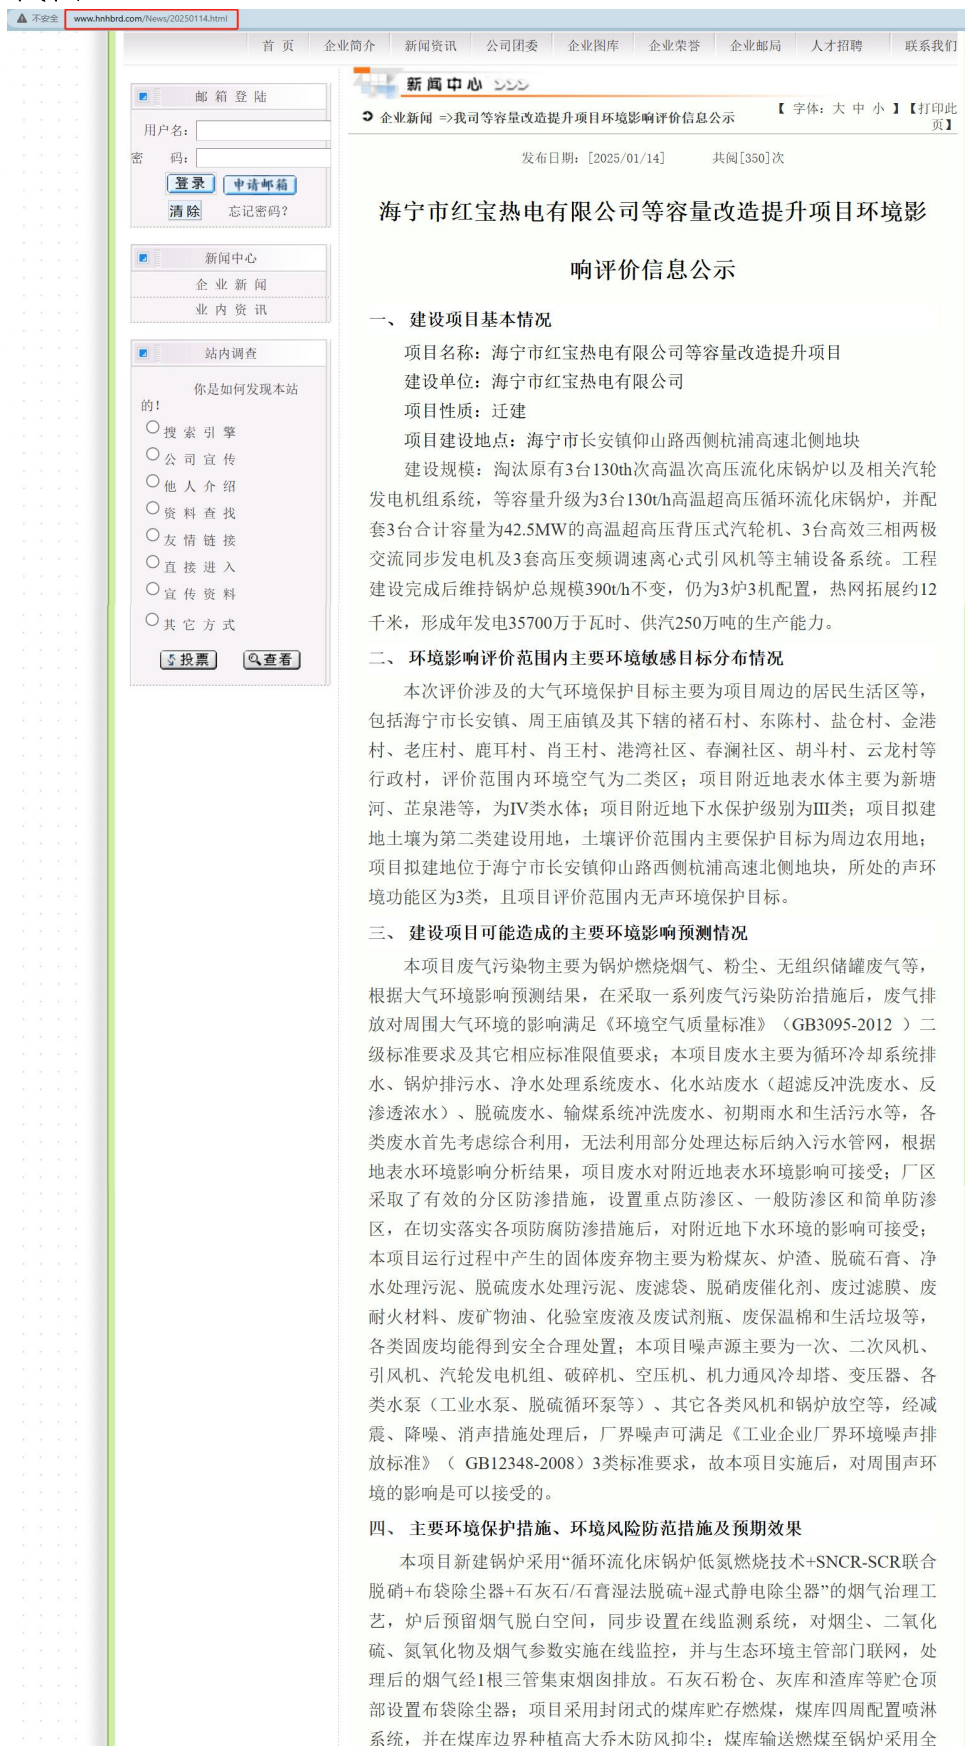 不安全 www.hnhbrd.com/News/20250114.html
首 页 企业简介 新闻资讯 公司团委 企业图库 企业荣誉 企业邮局 人才招聘 联系我们
邮 箱 登 陆
用户名:
密 码:
登录 申请邮箱
清除 忘记密码?
新闻中心
企 业 新 闻
业 内 资 讯
站内调查
你是如何发现本站
的!
搜 索 引 擎
公 司 宣 传
他 人 介 绍
资 料 查 找
友 情 链 接
直 接 进 入
宣 传 资 料
其 它 方 式
投票 查看
新闻中心 >>>
企业新闻 =>我司等容量改造提升项目环境影响评价信息公示
【 字体: 大 中 小 】【打印此
页】
发布日期: [2025/01/14] 共阅[350]次
海宁市红宝热电有限公司等容量改造提升项目环境影
响评价信息公示
一、 建设项目基本情况
项目名称：海宁市红宝热电有限公司等容量改造提升项目
建设单位：海宁市红宝热电有限公司
项目性质：迁建
项目建设地点：海宁市长安镇仰山路西侧杭浦高速北侧地块
建设规模：淘汰原有3台130th次高温次高压流化床锅炉以及相关汽轮
发电机组系统，等容量升级为3台130t/h高温超高压循环流化床锅炉，并配
套3台合计容量为42.5MW的高温超高压背压式汽轮机、3台高效三相两极
交流同步发电机及3套高压变频调速离心式引风机等主辅设备系统。工程
建设完成后维持锅炉总规模390t/h不变，仍为3炉3机配置，热网拓展约12
千米，形成年发电35700万于瓦时、供汽250万吨的生产能力。
二、 环境影响评价范围内主要环境敏感目标分布情况
本次评价涉及的大气环境保护目标主要为项目周边的居民生活区等，
包括海宁市长安镇、周王庙镇及其下辖的褚石村、东陈村、盐仓村、金港
村、老庄村、鹿耳村、肖王村、港湾社区、春澜社区、胡斗村、云龙村等
行政村，评价范围内环境空气为二类区；项目附近地表水体主要为新塘
河、芷泉港等，为IV类水体；项目附近地下水保护级别为III类；项目拟建
地土壤为第二类建设用地，土壤评价范围内主要保护目标为周边农用地；
项目拟建地位于海宁市长安镇仰山路西侧杭浦高速北侧地块，所处的声环
境功能区为3类，且项目评价范围内无声环境保护目标。
三、 建设项目可能造成的主要环境影响预测情况
本项目废气污染物主要为锅炉燃烧烟气、粉尘、无组织储罐废气等，
根据大气环境影响预测结果，在采取一系列废气污染防治措施后，废气排
放对周围大气环境的影响满足《环境空气质量标准》（GB3095-2012 ）二
级标准要求及其它相应标准限值要求；本项目废水主要为循环冷却系统排
水、锅炉排污水、净水处理系统废水、化水站废水（超滤反冲洗废水、反
渗透浓水）、脱硫废水、输煤系统冲洗废水、初期雨水和生活污水等，各
类废水首先考虑综合利用，无法利用部分处理达标后纳入污水管网，根据
地表水环境影响分析结果，项目废水对附近地表水环境影响可接受；厂区
采取了有效的分区防渗措施，设置重点防渗区、一般防渗区和简单防渗
区，在切实落实各项防腐防渗措施后，对附近地下水环境的影响可接受；
本项目运行过程中产生的固体废弃物主要为粉煤灰、炉渣、脱硫石膏、净
水处理污泥、脱硫废水处理污泥、废滤袋、脱硝废催化剂、废过滤膜、废
耐火材料、废矿物油、化验室废液及废试剂瓶、废保温棉和生活垃圾等，
各类固废均能得到安全合理处置；本项目噪声源主要为一次、二次风机、
引风机、汽轮发电机组、破碎机、空压机、机力通风冷却塔、变压器、各
类水泵（工业水泵、脱硫循环泵等）、其它各类风机和锅炉放空等，经减
震、降噪、消声措施处理后，厂界噪声可满足《工业企业厂界环境噪声排
放标准》（ GB12348-2008）3类标准要求，故本项目实施后，对周围声环
境的影响是可以接受的。
四、 主要环境保护措施、环境风险防范措施及预期效果
本项目新建锅炉采用“循环流化床锅炉低氮燃烧技术+SNCR-SCR联合
脱硝+布袋除尘器+石灰石/石膏湿法脱硫+湿式静电除尘器”的烟气治理工
艺，炉后预留烟气脱白空间，同步设置在线监测系统，对烟尘、二氧化
硫、氮氧化物及烟气参数实施在线监控，并与生态环境主管部门联网，处
理后的烟气经1根三管集束烟囱排放。石灰石粉仓、灰库和渣库等贮仓顶
部设置布袋除尘器；项目采用封闭式的煤库贮存燃煤，煤库四周配置喷淋
系统，并在煤库边界种植高大乔木防风抑尘；煤库输送燃煤至锅炉采用全